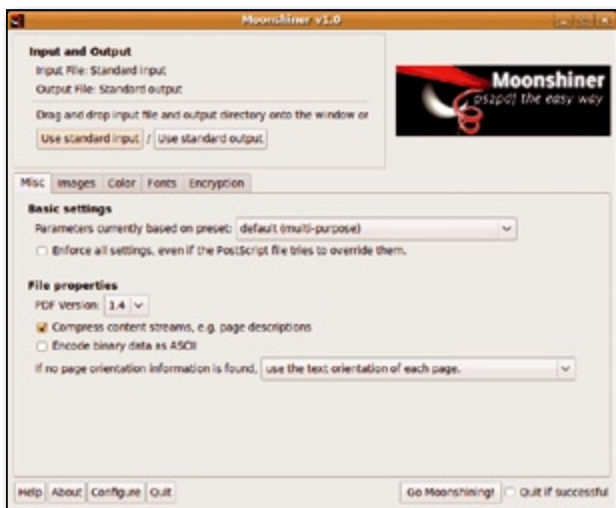 Moonshiner v1.0
Input and Output
Input File: Standard input
Output File: Standard output
Drag and drop input file and output directory onto the window or
Use standard input / Use standard output
Moonshiner
ps2pdf the easy way
Misc Images Color Fonts Encryption
Basic settings
Parameters currently based on preset: default (multi-purpose)
Enforce all settings, even if the PostScript file tries to override them.
File properties
PDF Version: 1.4
Compress content streams, e.g. page descriptions
Encode binary data as ASCII
If no page orientation information is found, use the text orientation of each page.
Help About Configure Quit Go Moonshining! Quit if successful